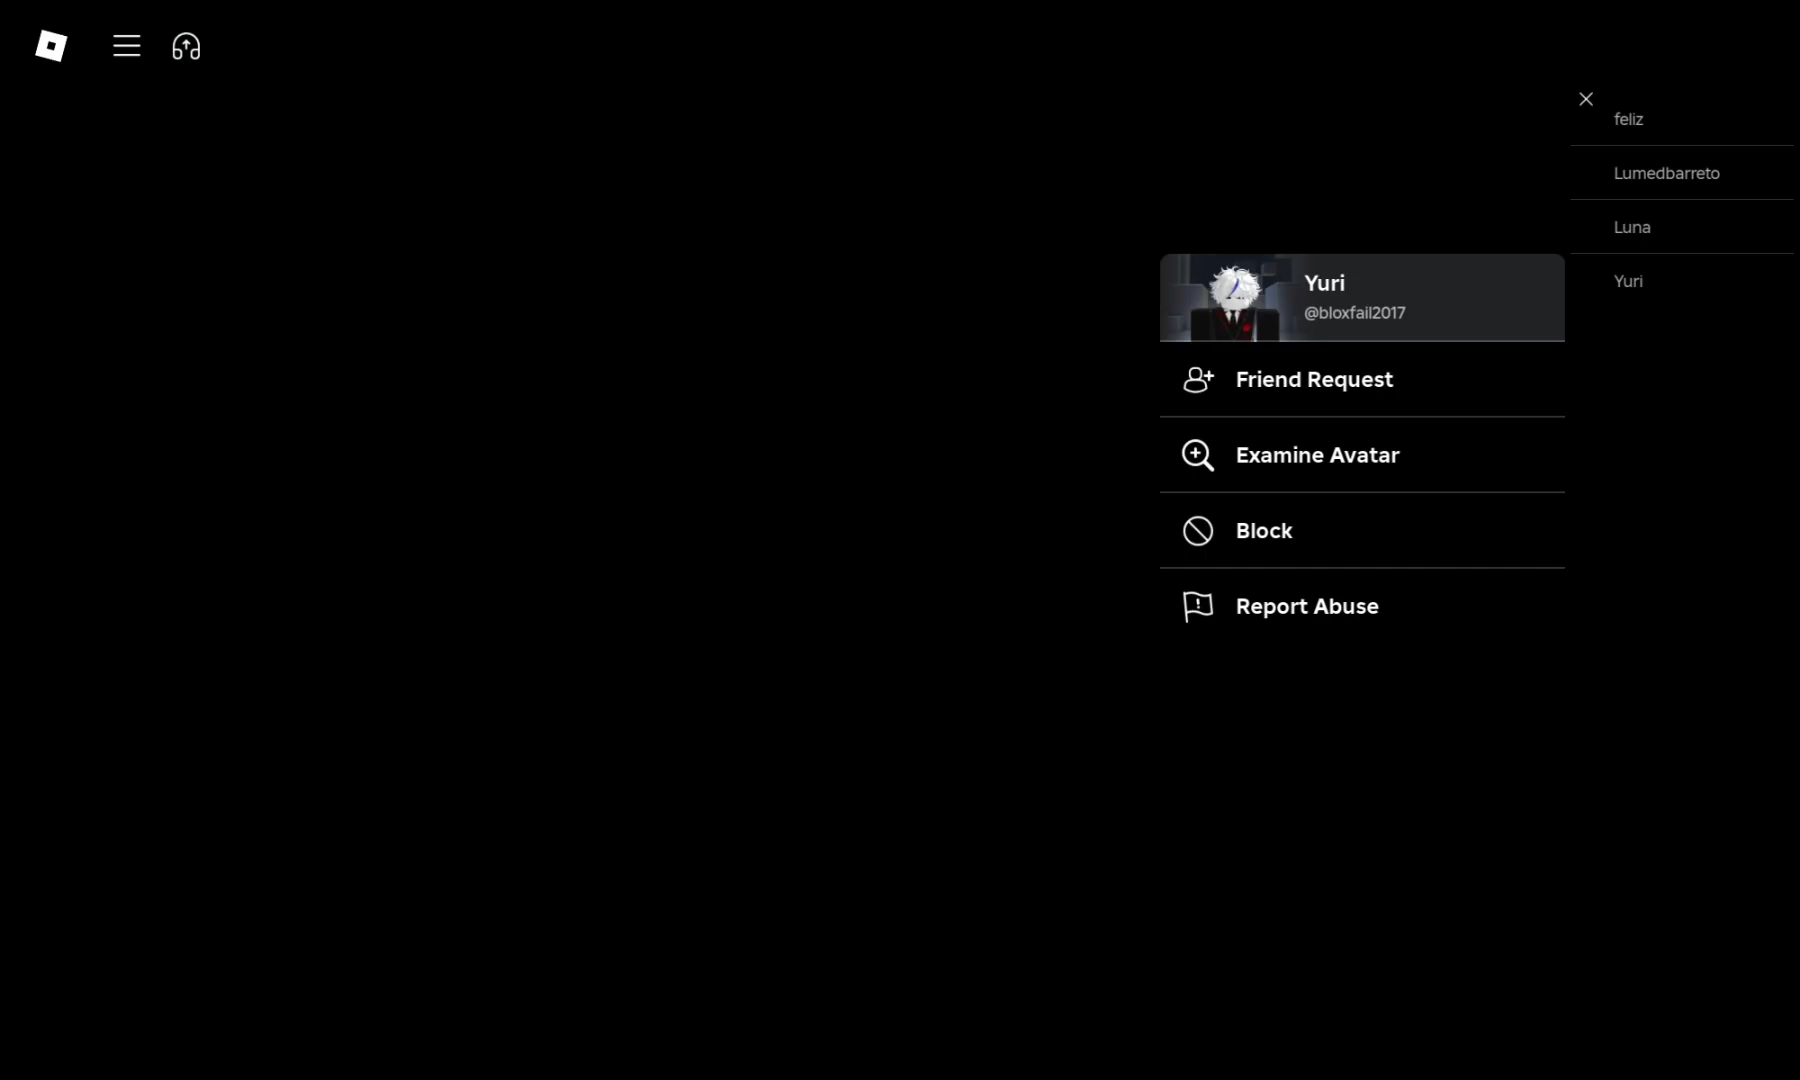 feliz
Lumedbarreto
Luna
Yuri
Yuri
@bloxfail2017
Friend Request
Examine Avatar
Block
Report Abuse